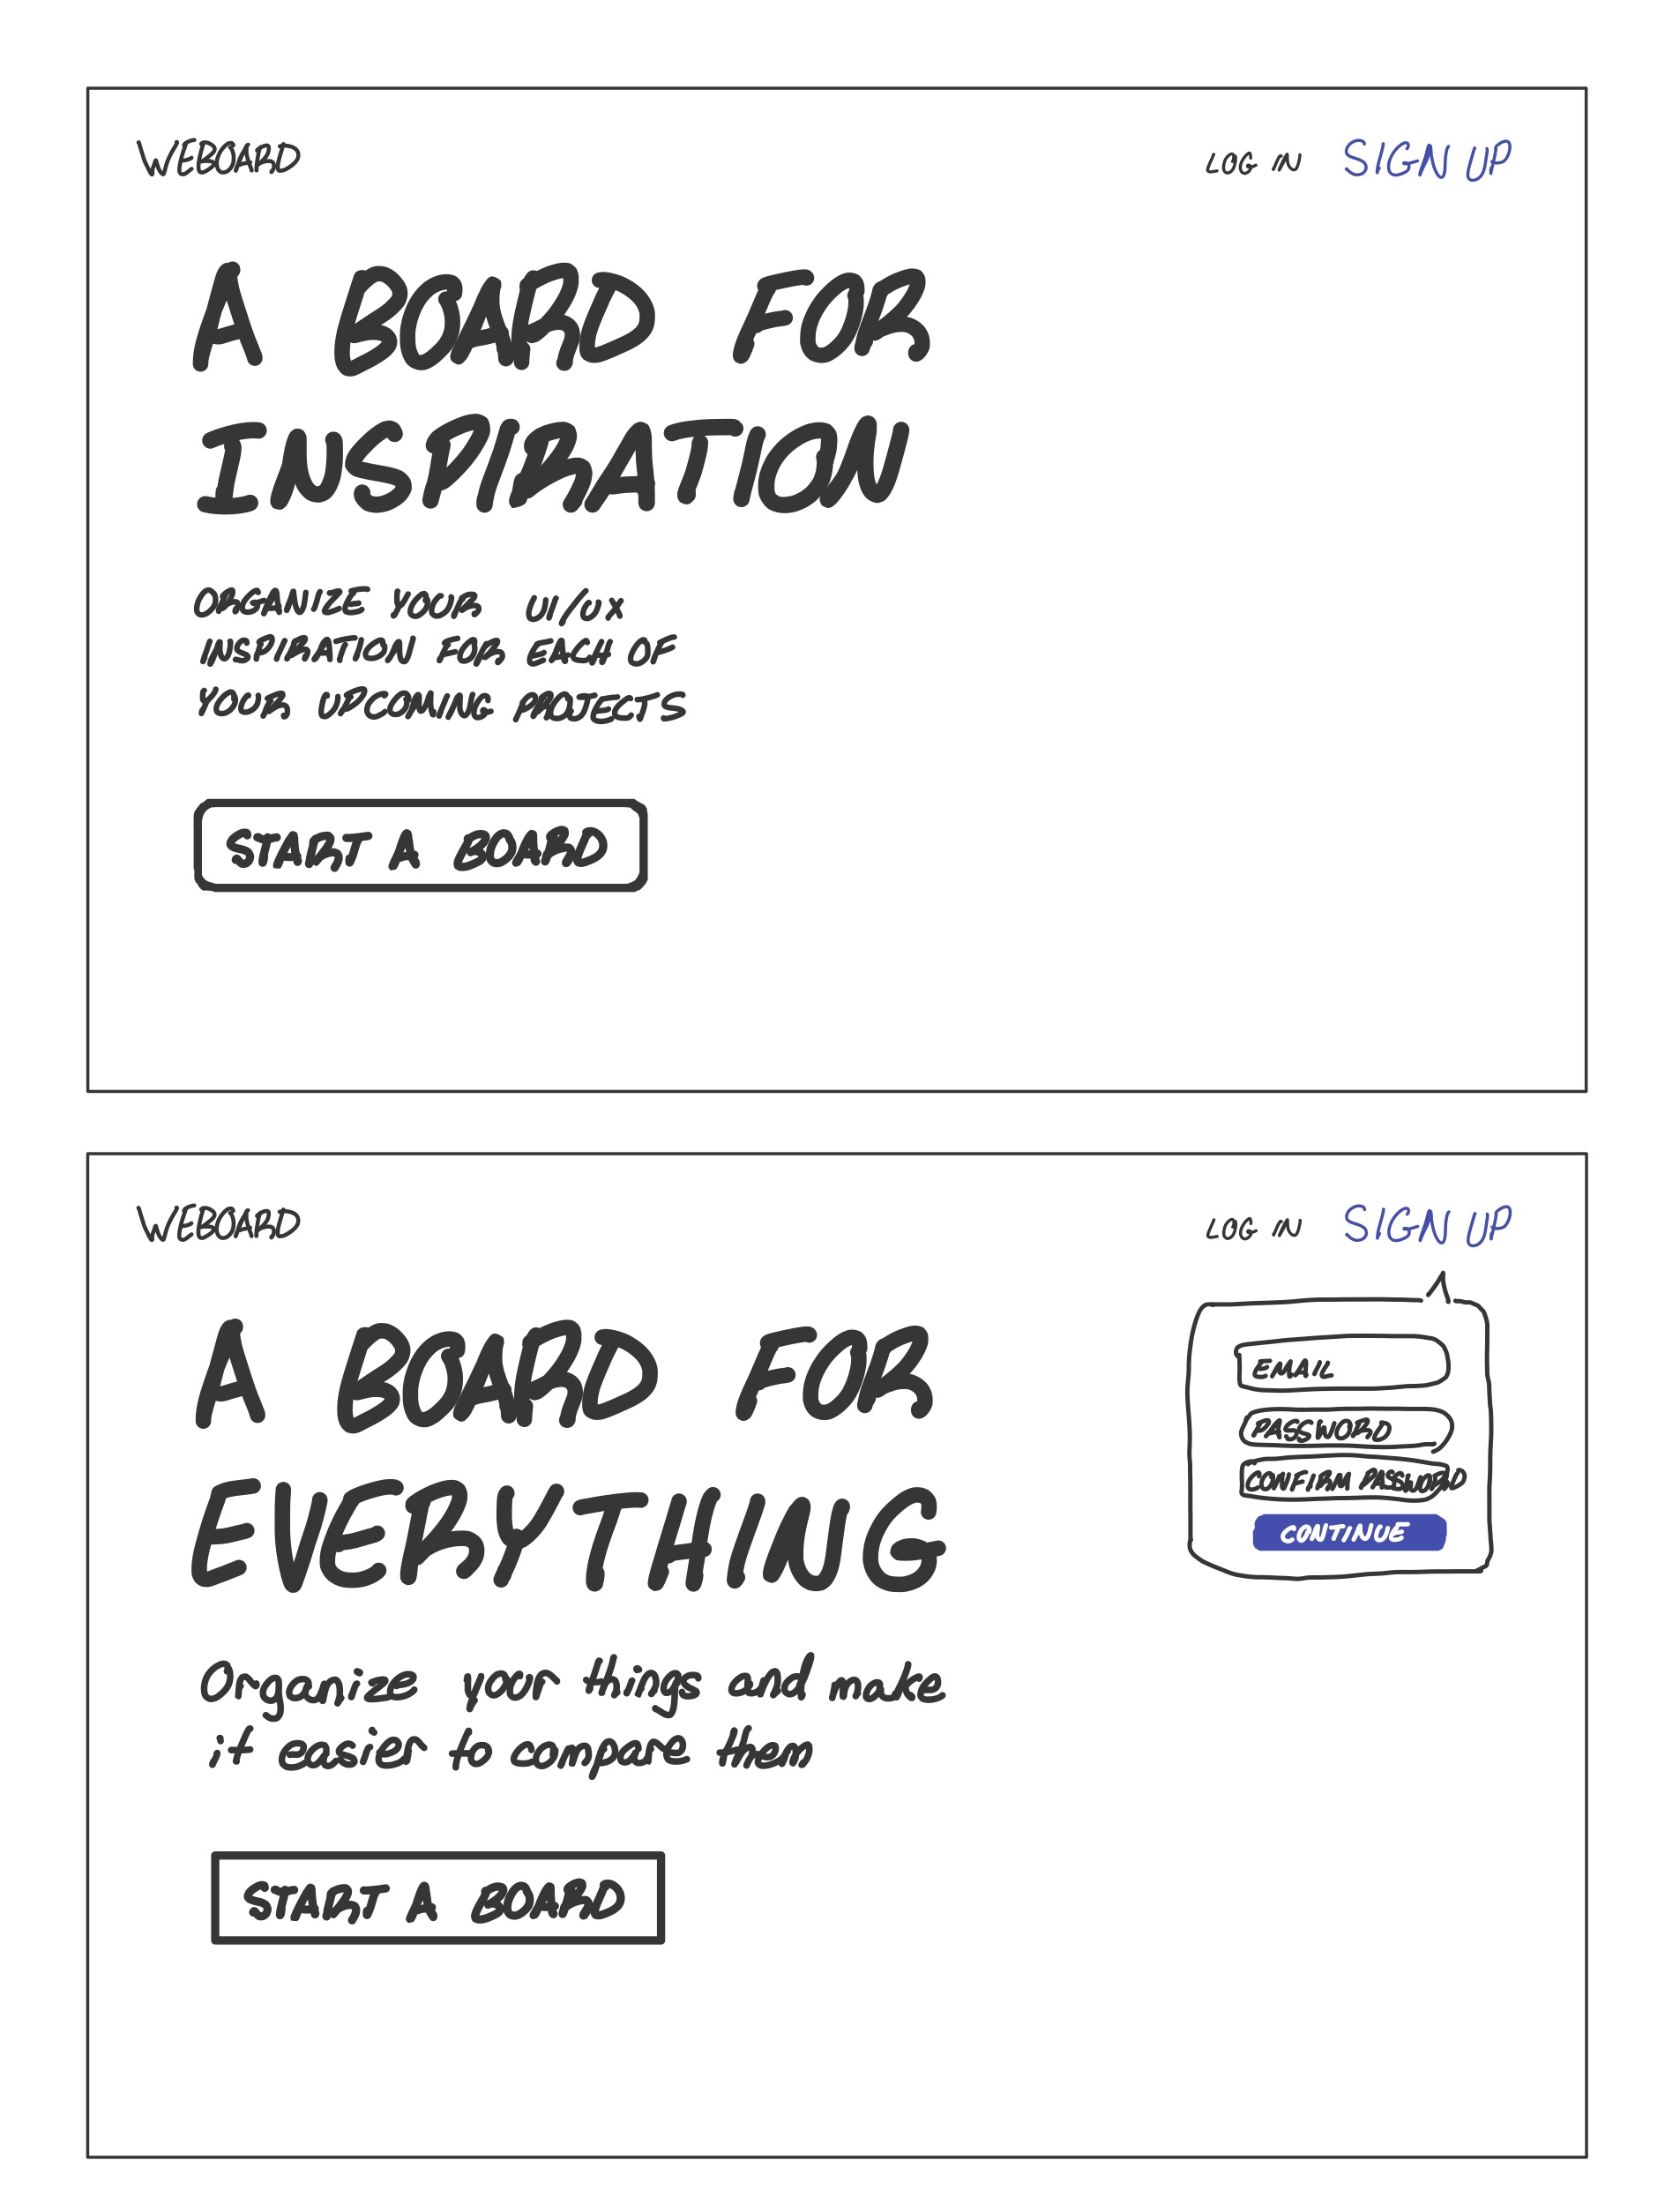 WEBOARD
LOG IN SIGN UP
A BOARD FOR
INSPIRATION
ORGANIZE YOUR UI/UX
INSPIRATION FOR EACH OF
YOUR UPCOMING PROJECTS
START A BOARD
WEBOARD
LOG IN SIGN UP
A BOARD FOR
EVERYTHING
EMAIL
PASSWORD
CONFIRM PASSWORD
CONTINUE
Organize your things and make
it easier to compare them
START A BOARD